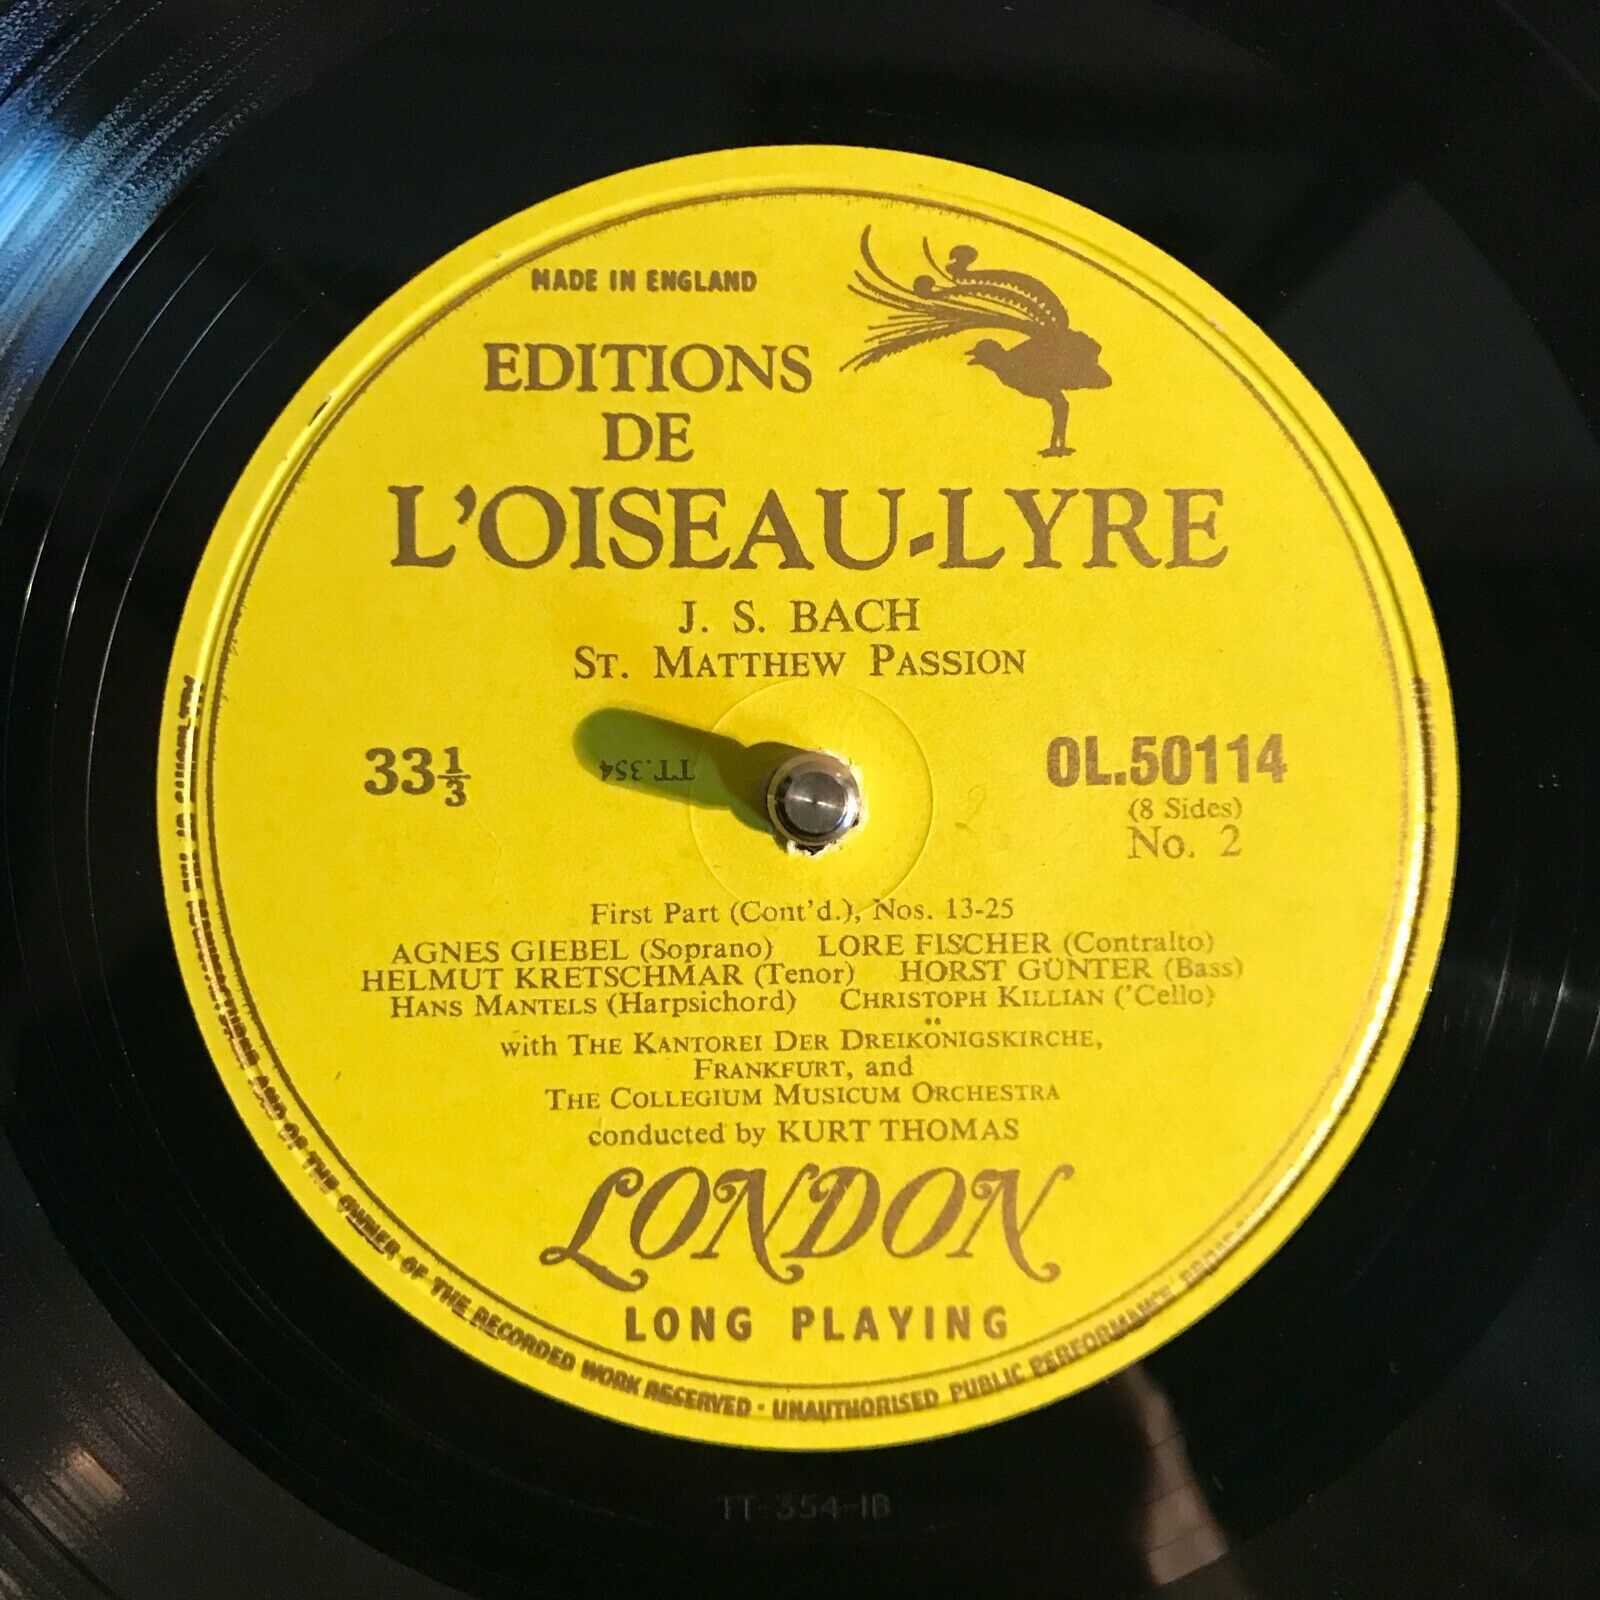 MADE IN ENGLAND
EDITIONS
DE
L'OISEAU-LYRE
J. S. BACH
ST. MATTHEW PASSION
33⅓
TT.354
OL.50114
(8 Sides)
No. 2
First Part (Cont'd.), Nos. 13-25
AGNES GIEBEL (Soprano) LORE FISCHER (Contralto)
HELMUT KRETSCHMAR (Tenor) HORST GÜNTER (Bass)
HANS MANTELS (Harpsichord) CHRISTOPH KILLIAN ('Cello)
with THE KANTOREI DER DREIKÖNIGSKIRCHE,
FRANKFURT, and
THE COLLEGIUM MUSICUM ORCHESTRA
conducted by KURT THOMAS
LONDON
LONG PLAYING
AND OF THE OWNER OF THE RECORDED WORK RESERVED · UNAUTHORISED PUBLIC PERFORMANCE
TT-354-1B